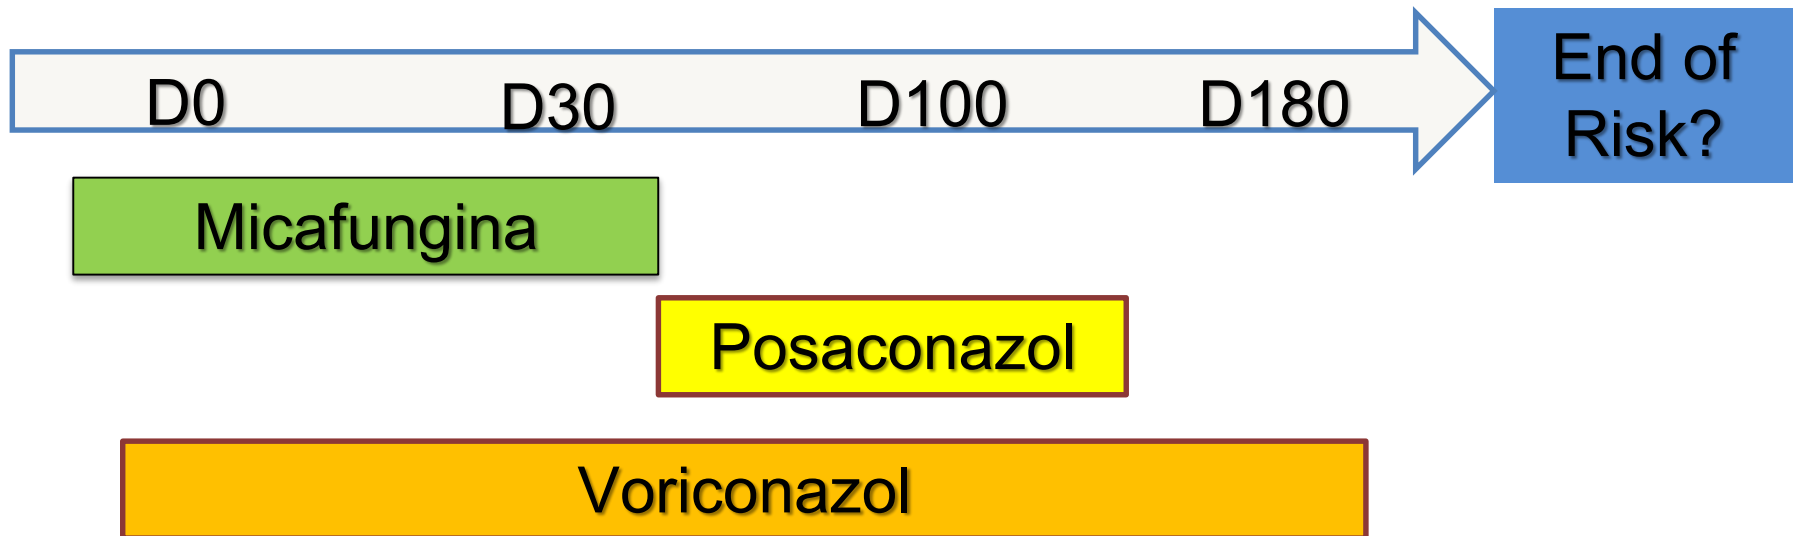 D0 D30 D100 D180
End of
Risk?
Micafungina
Posaconazol
Voriconazol